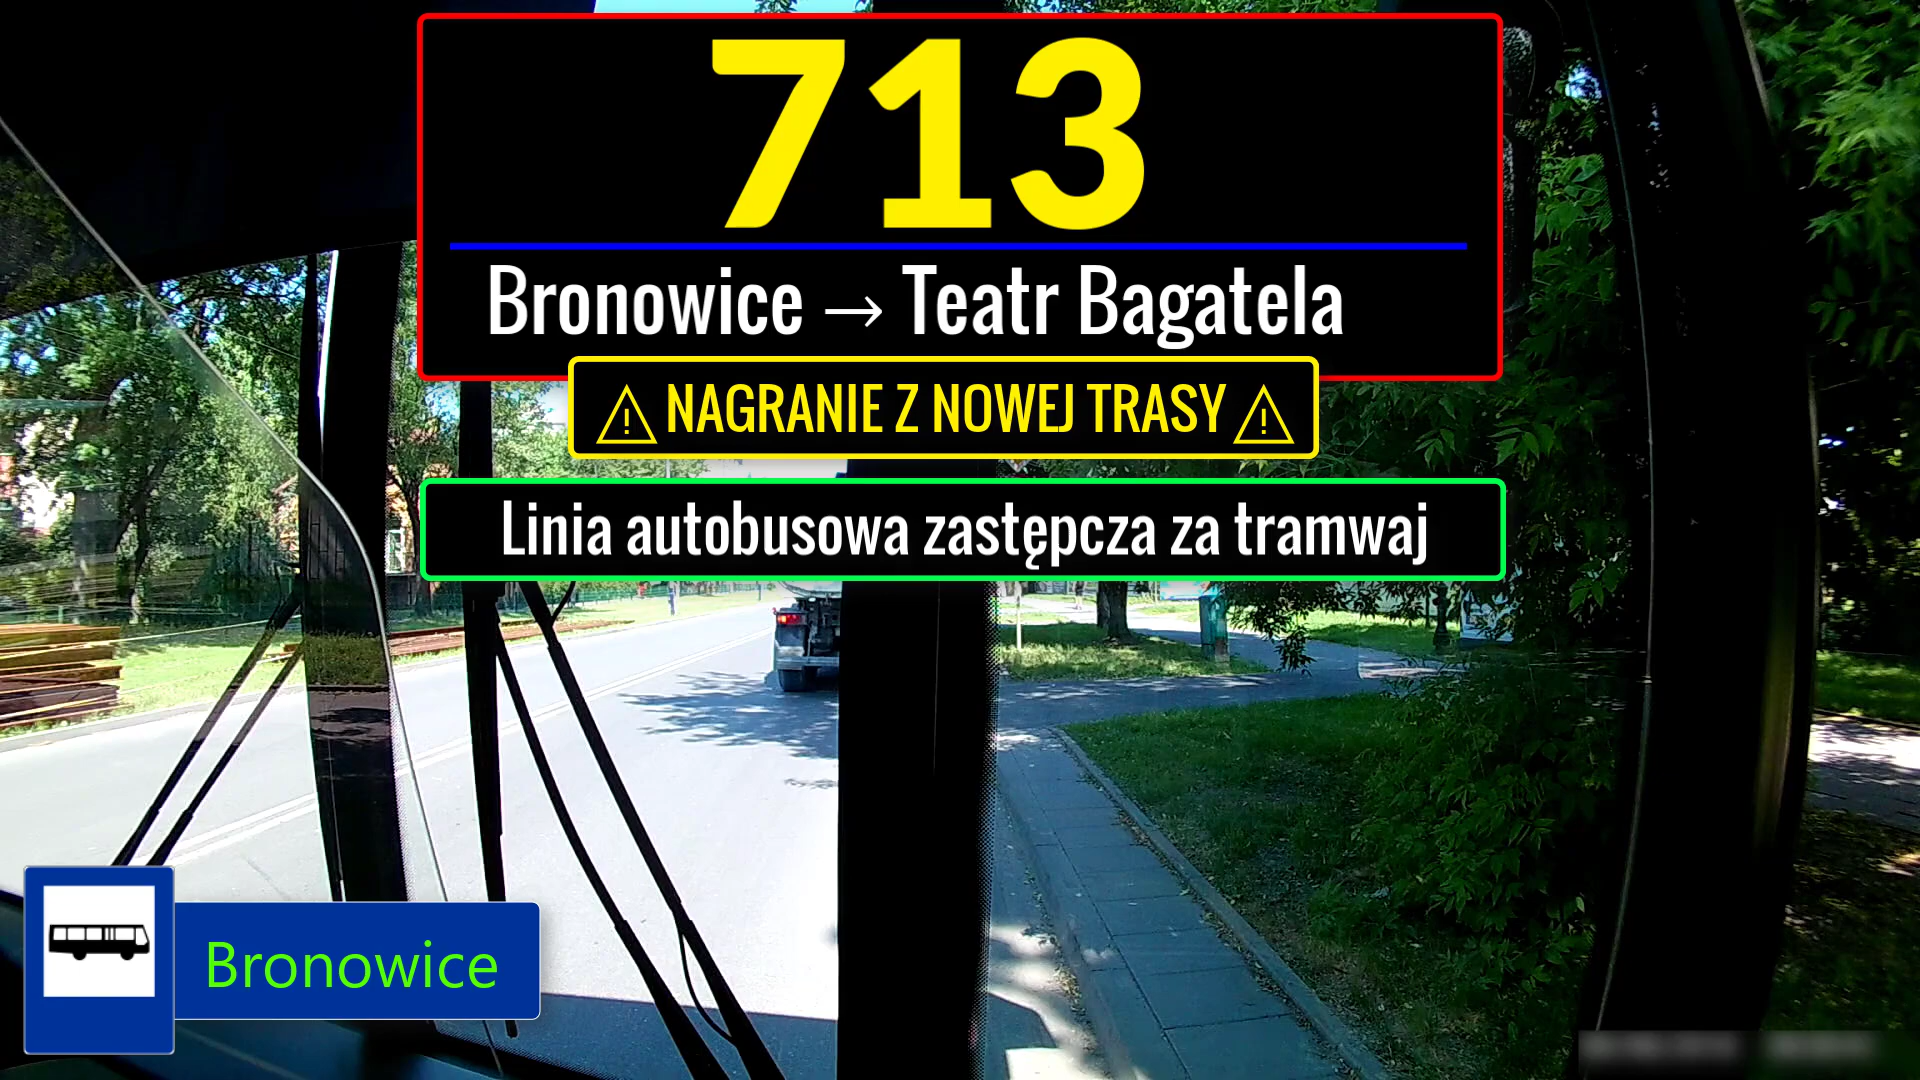 713
Bronowice → Teatr Bagatela
⚠ NAGRANIE Z NOWEJ TRASY ⚠
Linia autobusowa zastępcza za tramwaj
Bronowice